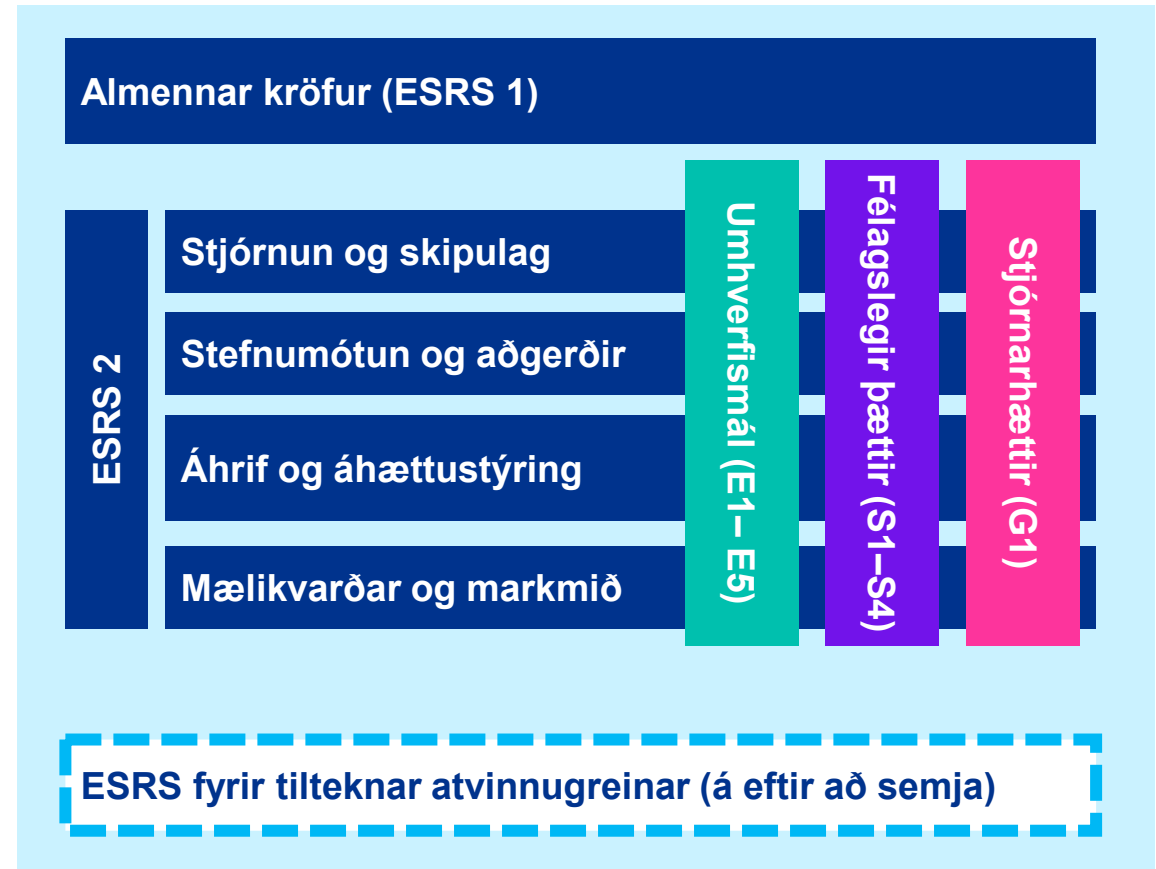 Almennar kröfur (ESRS 1)
ESRS 2
Stjórnun og skipulag
Stefnumótun og aðgerðir
Áhrif og áhættustýring
Mælikvarðar og markmið
Umhverfismál (E1– E5)
Félagslegir þættir (S1–S4)
Stjórnarhættir (G1)
ESRS fyrir tilteknar atvinnugreinar (á eftir að semja)